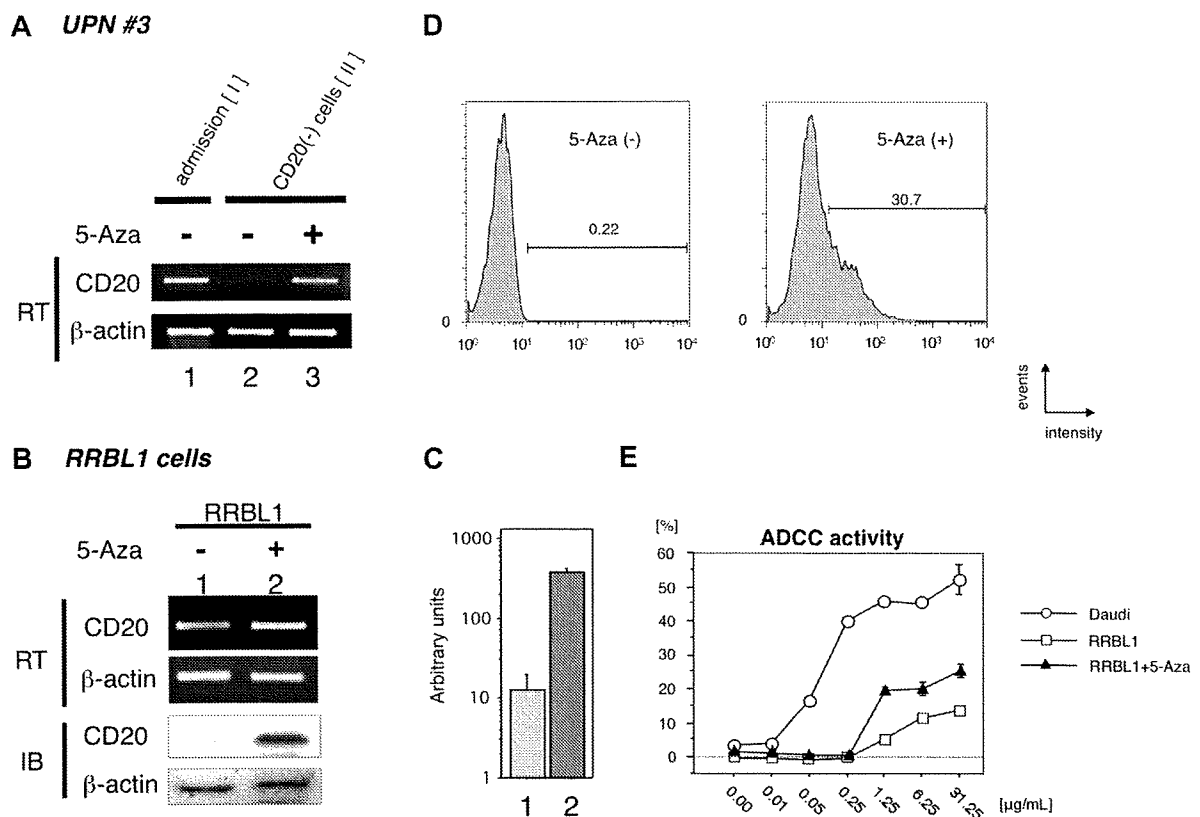 A UPN #3
admission [ I ]
CD20(-) cells [ II ]
5-Aza - - +
RT
CD20
β-actin
1 2 3
B RRBL1 cells
RRBL1
5-Aza - +
1 2
RT
CD20
β-actin
IB
CD20
β-actin
C
Arbitrary units
1000
100
10
1
1 2
D
5-Aza (-)
0.22
0
10⁰ 10¹ 10² 10³ 10⁴
5-Aza (+)
30.7
0
10⁰ 10¹ 10² 10³ 10⁴
events
intensity
E
[%]
ADCC activity
60
50
40
30
20
10
0
0.00 0.01 0.05 0.25 1.25 6.25 31.25 [µg/mL]
Daudi
RRBL1
RRBL1+5-Aza